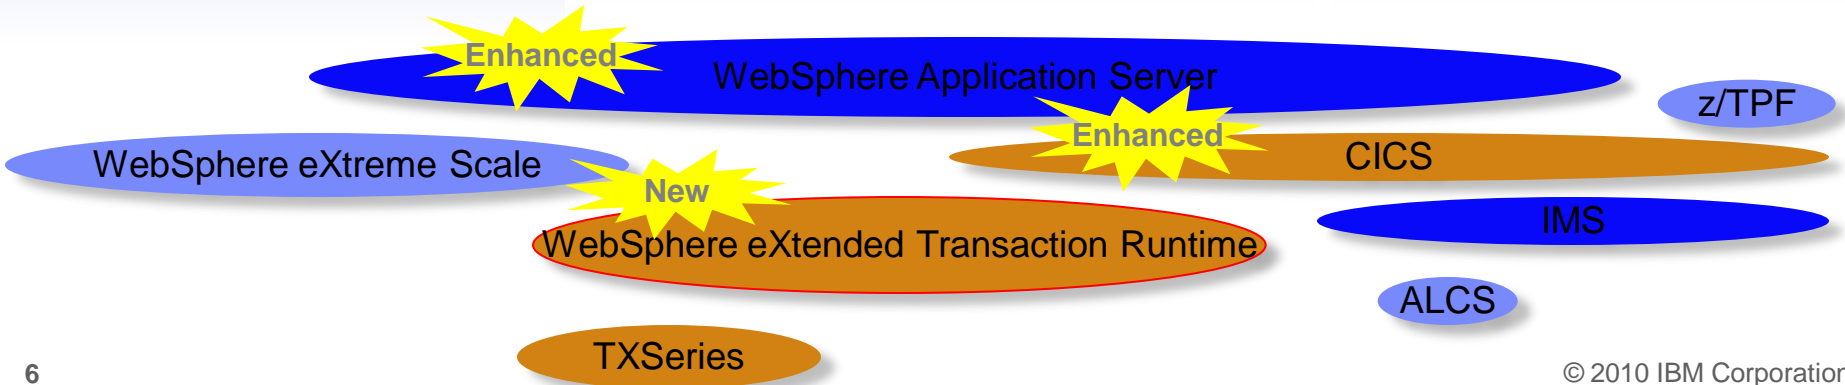 Enhanced
WebSphere Application Server
z/TPF
Enhanced
CICS
WebSphere eXtreme Scale
New
IMS
WebSphere eXtended Transaction Runtime
ALCS
TXSeries
6
© 2010 IBM Corporation